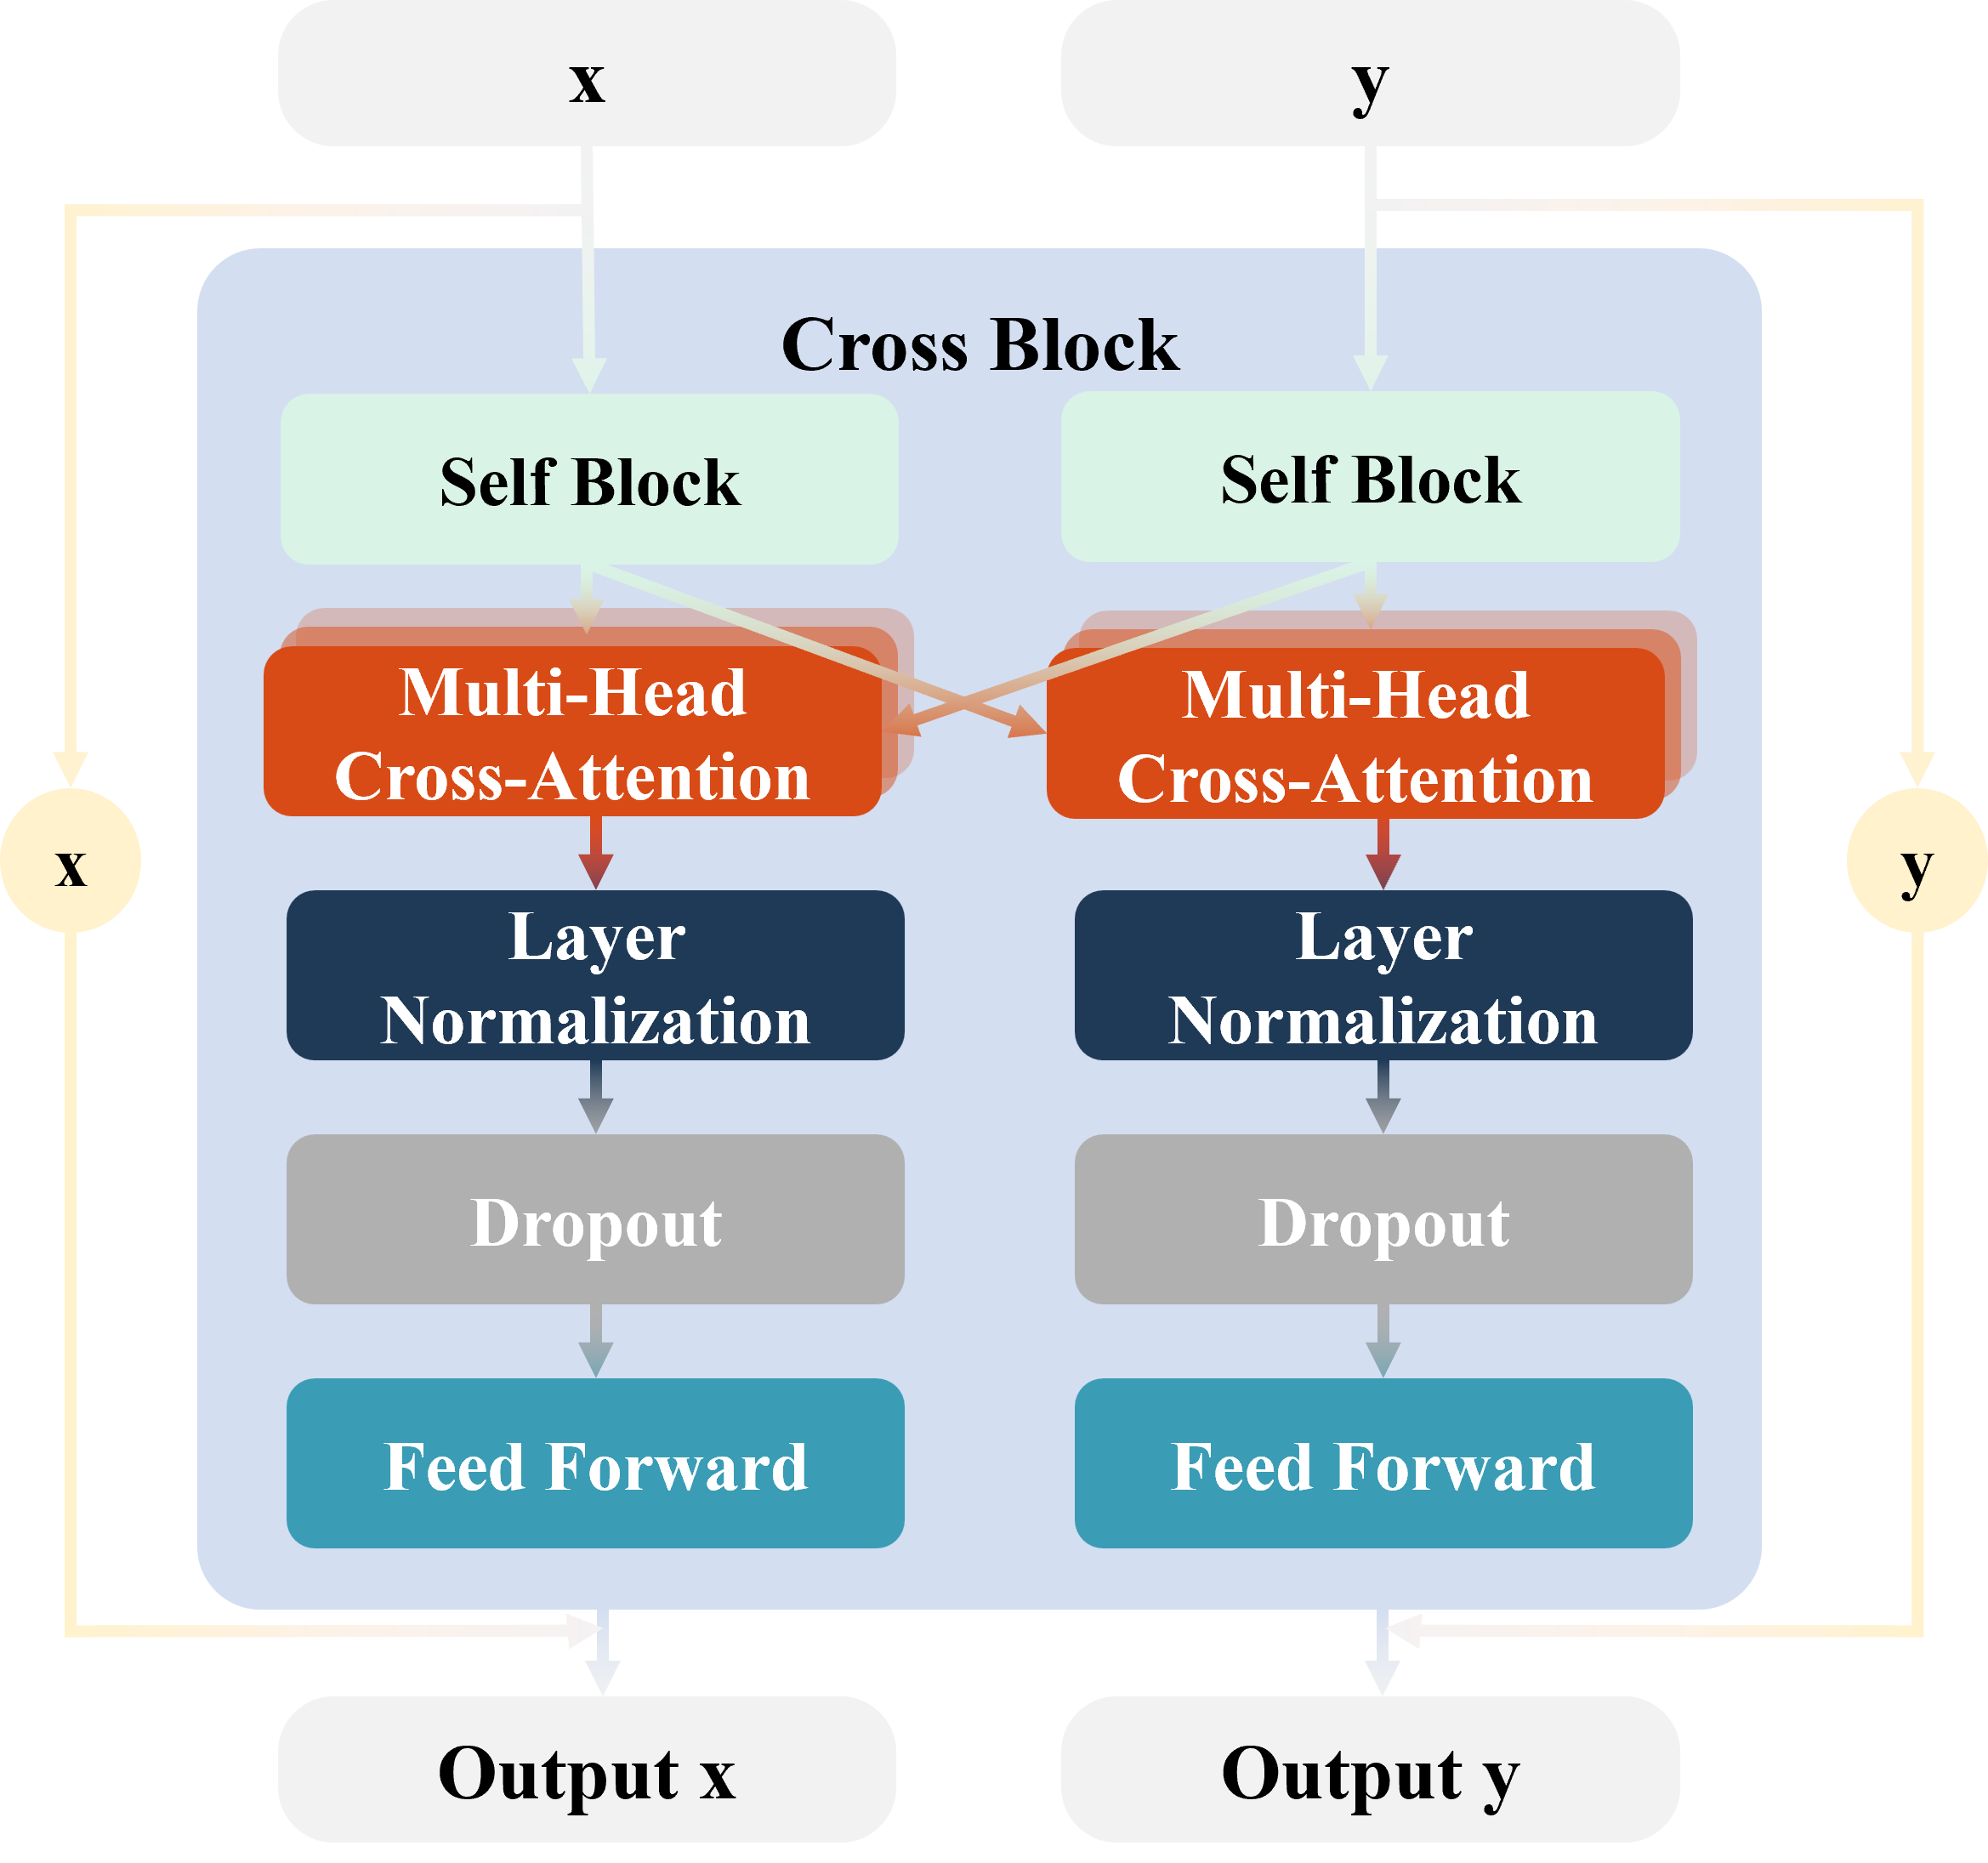 x
y
Cross Block
Self Block
Self Block
Multi-Head
Cross-Attention
Multi-Head
Cross-Attention
x
y
Layer
Normalization
Layer
Normalization
Dropout
Dropout
Feed Forward
Feed Forward
Output x
Output y